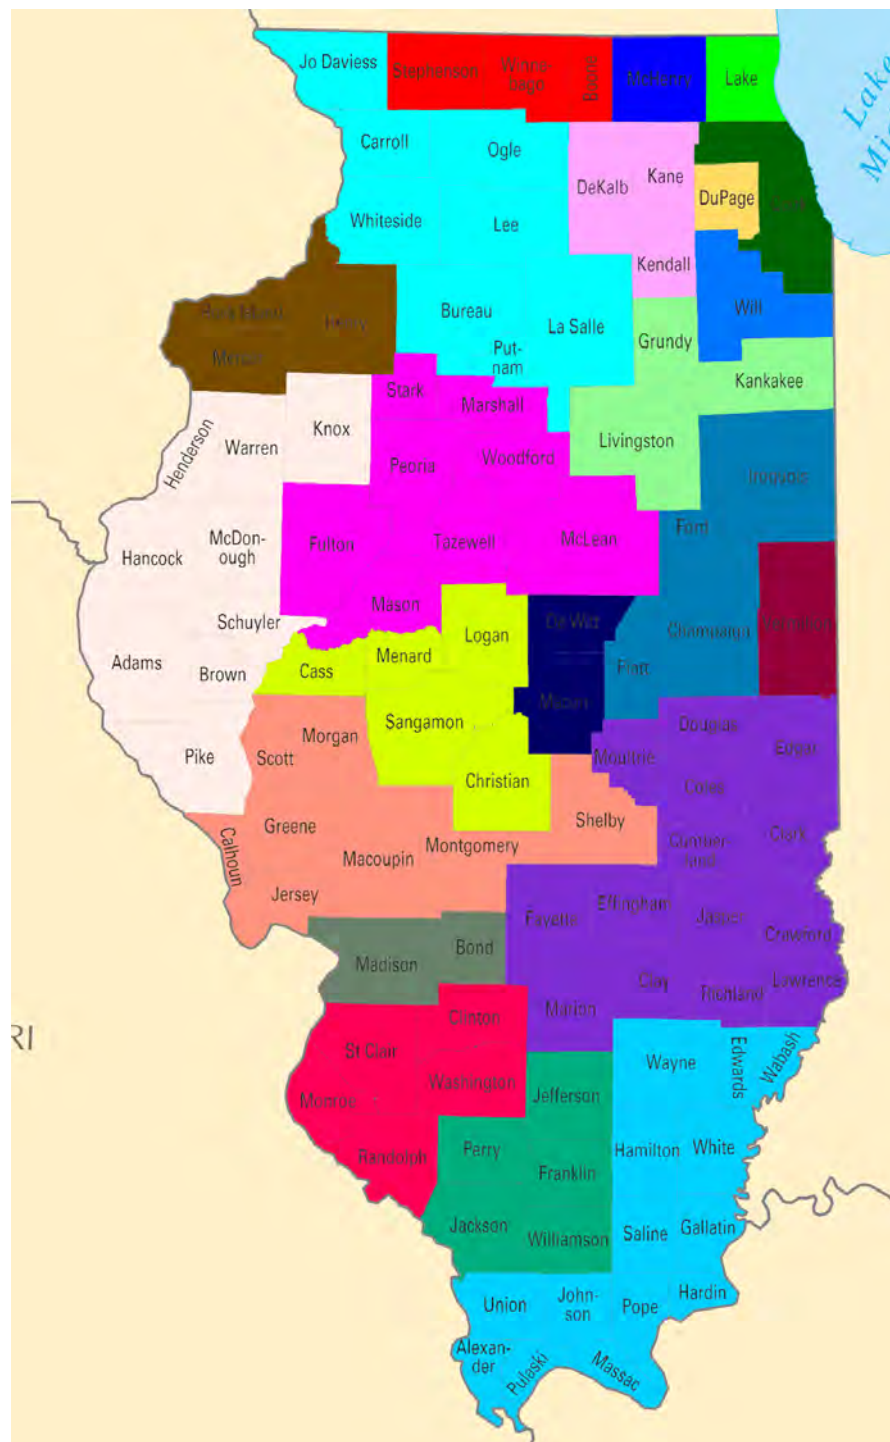 Jo Daviess
Stephenson
Winne-
bago
Boone
McHenry
Lake
Lake
Mi
Carroll
Ogle
DeKalb
Kane
DuPage
Cook
Whiteside
Lee
Kendall
Rock Island
Henry
Mercer
Bureau
La Salle
Will
Put-
nam
Grundy
Kankakee
Stark
Marshall
Henderson
Warren
Knox
Peoria
Woodford
Livingston
Iroquois
Ford
Hancock
McDon-
ough
Fulton
Tazewell
McLean
Mason
Schuyler
Logan
De Witt
Champaign
Vermilion
Adams
Brown
Cass
Menard
Piatt
Macon
Sangamon
Morgan
Scott
Pike
Christian
Moultrie
Douglas
Edgar
Coles
Greene
Calhoun
Shelby
Montgomery
Macoupin
Cumber-
land
Clark
Jersey
Fayette
Effingham
Jasper
Crawford
Bond
Madison
Clay
Richland
Lawrence
Marion
Clinton
RI
St Clair
Wayne
Edwards
Wabash
Washington
Jefferson
Monroe
Randolph
Perry
Hamilton
White
Franklin
Jackson
Williamson
Saline
Gallatin
Union
John-
son
Pope
Hardin
Alexan-
der
Pulaski
Massac